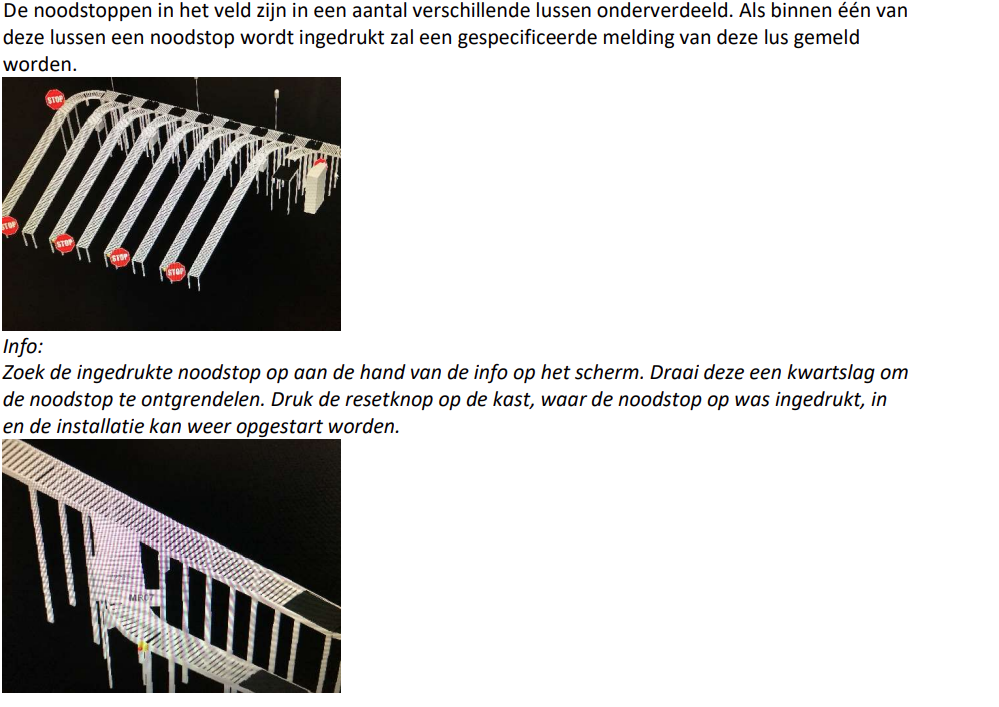 De noodstoppen in het veld zijn in een aantal verschillende lussen onderverdeeld. Als binnen één van
deze lussen een noodstop wordt ingedrukt zal een gespecificeerde melding van deze lus gemeld
worden.
STOP
STOP
STOP
STOP
STOP
Info:
Zoek de ingedrukte noodstop op aan de hand van de info op het scherm. Draai deze een kwartslag om
de noodstop te ontgrendelen. Druk de resetknop op de kast, waar de noodstop op was ingedrukt, in
en de installatie kan weer opgestart worden.